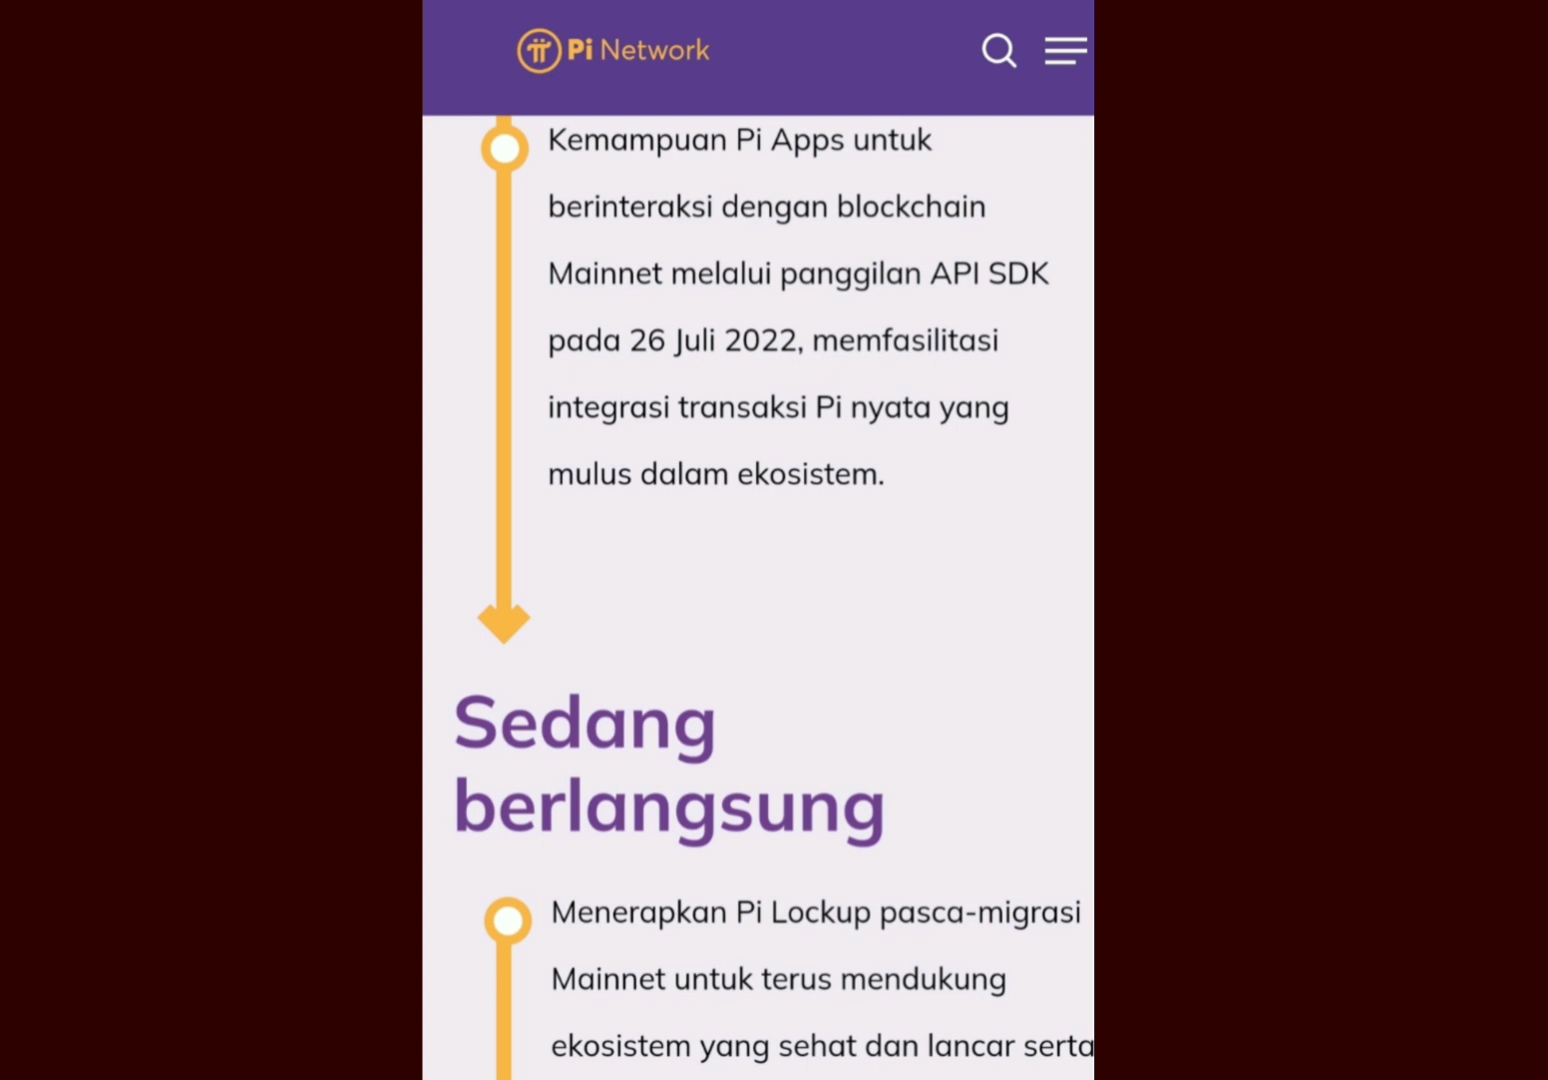 Pi Network
Kemampuan Pi Apps untuk
berinteraksi dengan blockchain
Mainnet melalui panggilan API SDK
pada 26 Juli 2022, memfasilitasi
integrasi transaksi Pi nyata yang
mulus dalam ekosistem.
Sedang
berlangsung
Menerapkan Pi Lockup pasca-migrasi
Mainnet untuk terus mendukung
ekosistem yang sehat dan lancar serta